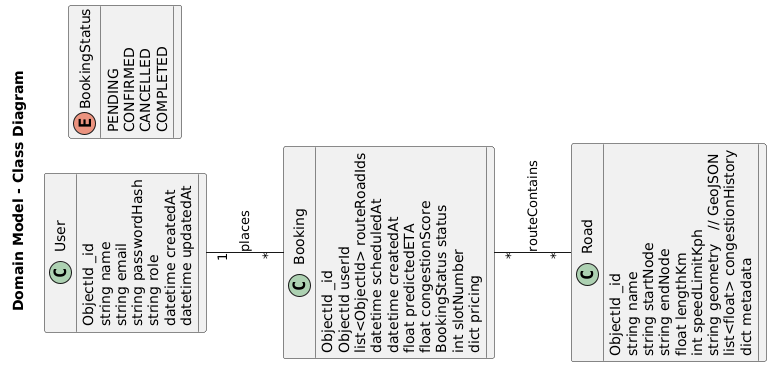 Domain Model - Class Diagram
C User
ObjectId _id
string name
string email
string passwordHash
string role
datetime createdAt
datetime updatedAt
E BookingStatus
PENDING
CONFIRMED
CANCELLED
COMPLETED
1
places
*
C Booking
ObjectId _id
ObjectId userId
list<ObjectId> routeRoadIds
datetime scheduledAt
datetime createdAt
float predictedETA
float congestionScore
BookingStatus status
int slotNumber
dict pricing
*
routeContains
*
C Road
ObjectId _id
string name
string startNode
string endNode
float lengthKm
int speedLimitKph
string geometry // GeoJSON
list<float> congestionHistory
dict metadata